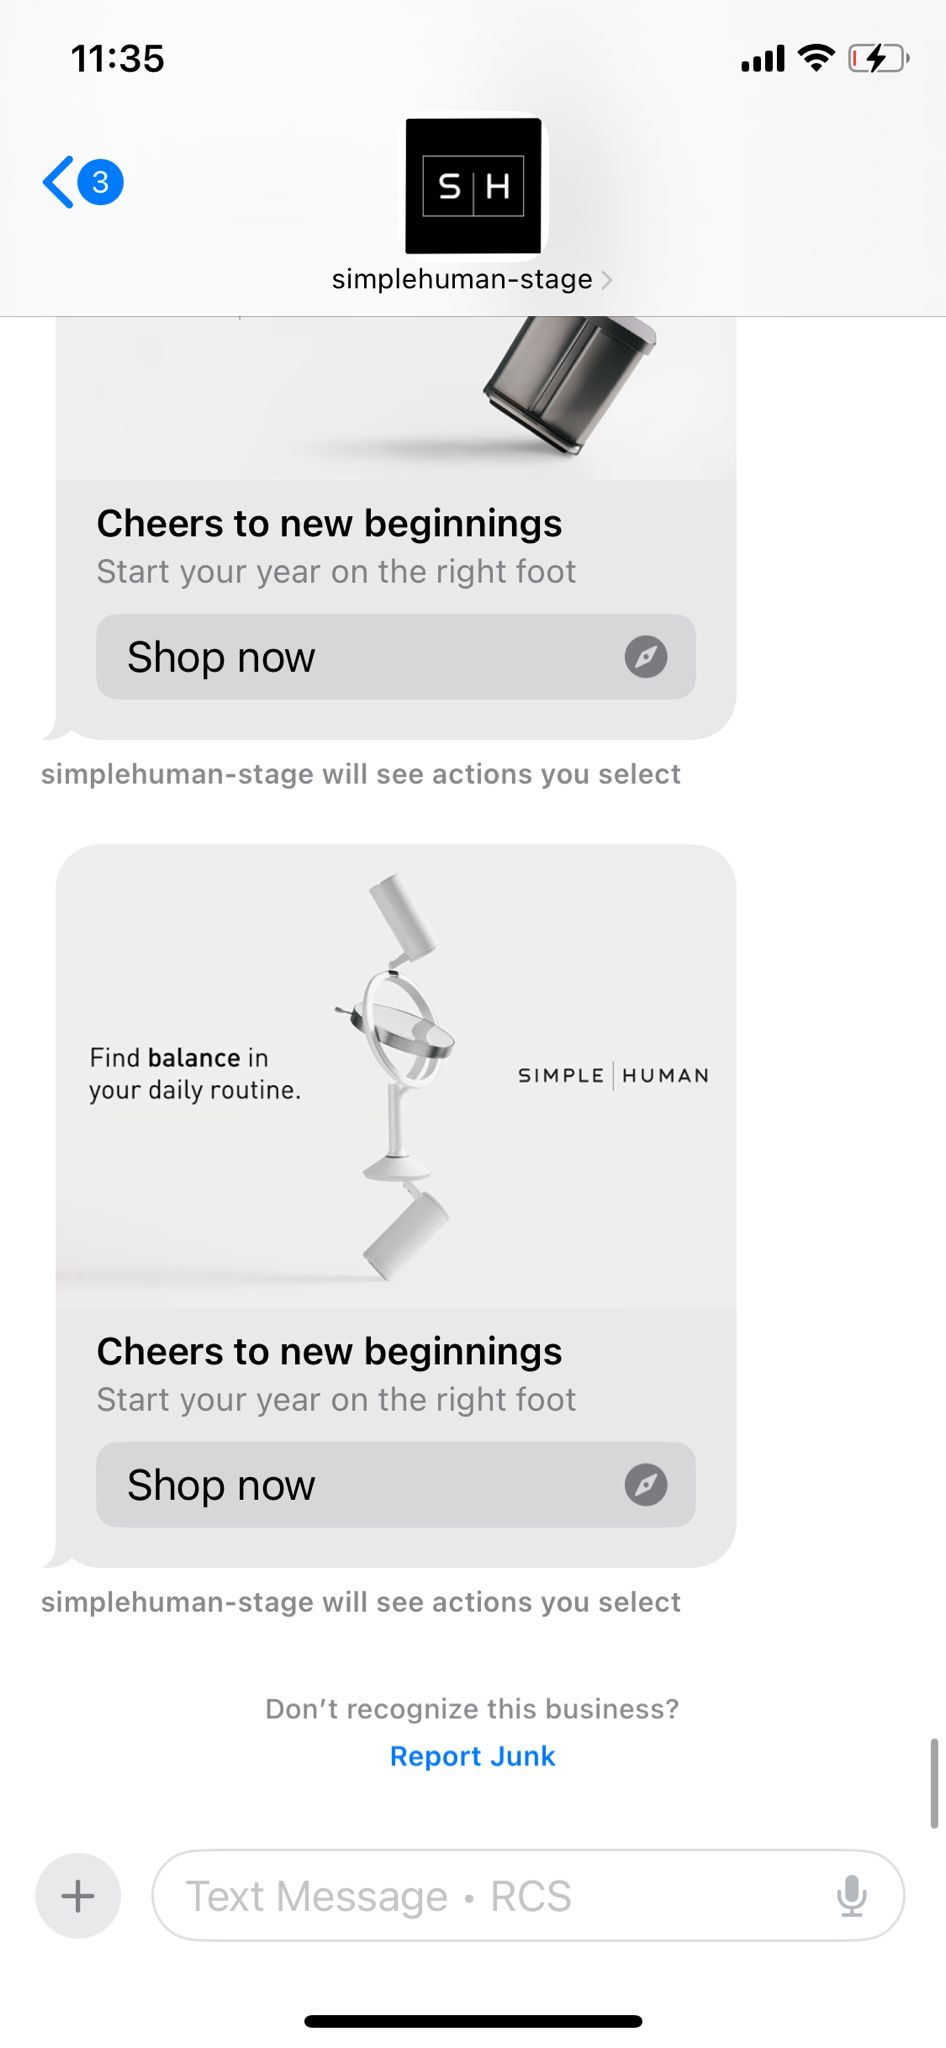 11:35
3
S H
simplehuman-stage
Cheers to new beginnings
Start your year on the right foot
Shop now
simplehuman-stage will see actions you select
Find balance in
your daily routine.
SIMPLE HUMAN
Cheers to new beginnings
Start your year on the right foot
Shop now
simplehuman-stage will see actions you select
Don’t recognize this business?
Report Junk
Text Message • RCS